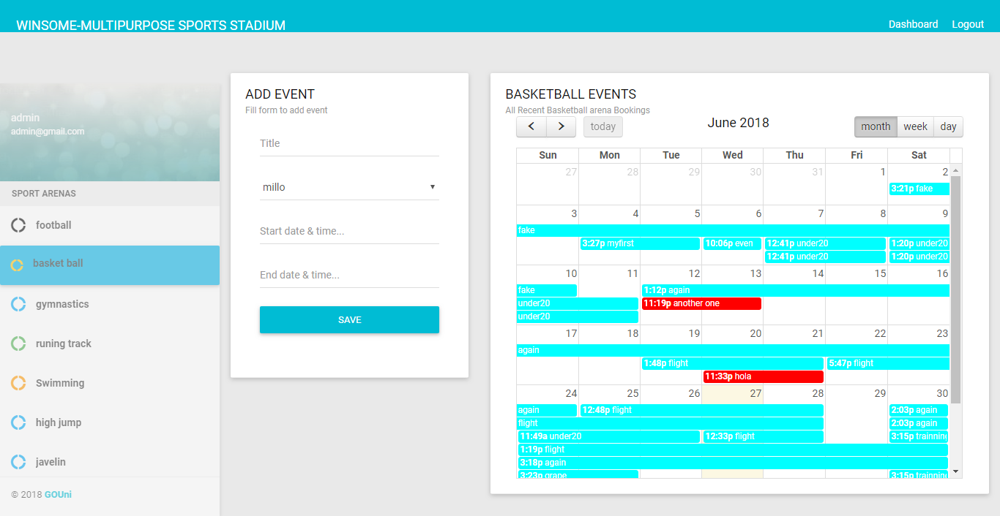 WINSOME-MULTIPURPOSE SPORTS STADIUM
Dashboard Logout
admin
admin@gmail.com
SPORT ARENAS
football
basket ball
gymnastics
runing track
Swimming
high jump
javelin
© 2018 GOUni
ADD EVENT
Fill form to add event
Title
millo
Start date & time...
End date & time...
SAVE
BASKETBALL EVENTS
All Recent Basketball arena Bookings
today
June 2018
month week day
Sun Mon Tue Wed Thu Fri Sat
27 28 29 30 31 1 2
3:21p fake
3 4 5 6 7 8 9
fake
3:27p myfirst 10:06p even 12:41p under20 1:20p under20
12:41p under20 1:20p under20
10 11 12 13 14 15 16
fake 1:12p again
under20 11:19p another one
under20
17 18 19 20 21 22 23
again
1:48p flight 5:47p flight
11:33p hola
24 25 26 27 28 29 30
again 12:48p flight 2:03p again
flight 2:03p again
11:49a under20 12:33p flight 3:15p trainning
1:19p flight
3:18p again
3:23p grape 3:15p trainning